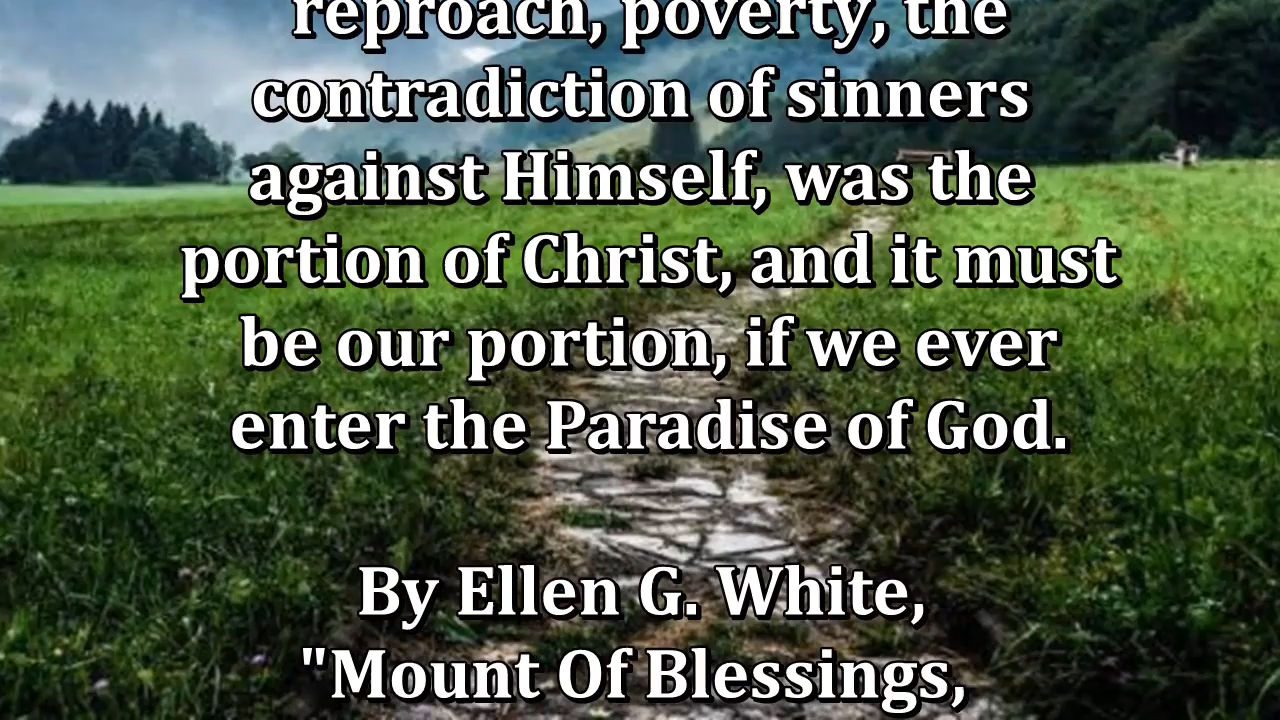 reproach, poverty, the
contradiction of sinners
against Himself, was the
portion of Christ, and it must
be our portion, if we ever
enter the Paradise of God.
By Ellen G. White,
"Mount Of Blessings,